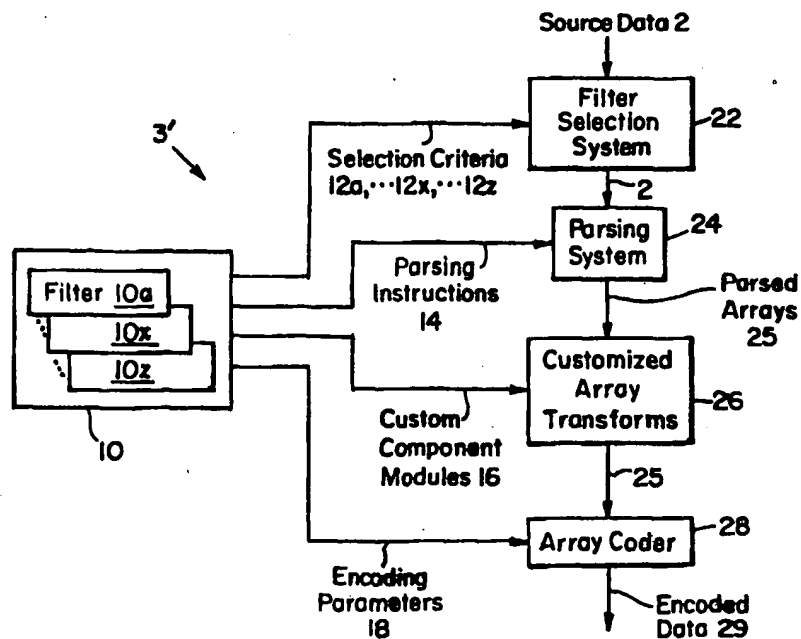 Source Data 2
3'
Filter
Selection
System
22
Selection Criteria
12a,···12x,···12z
2
Parsing
System
24
Parsing
Instructions
14
Parsed
Arrays
25
Filter 10a
10x
10z
10
Customized
Array
Transforms
26
Custom
Component
Modules 16
25
Array Coder
28
Encoding
Parameters
18
Encoded
Data 29